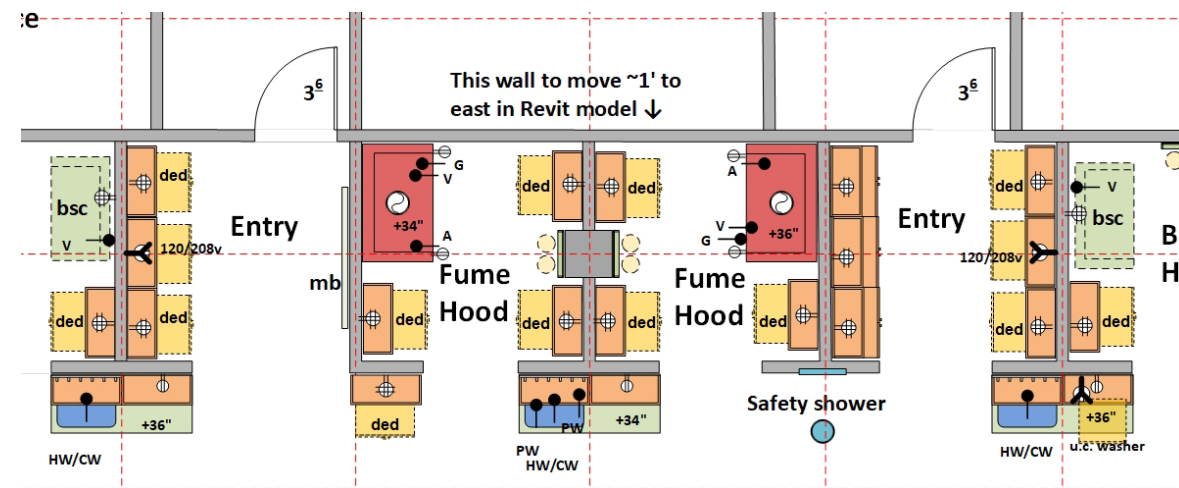 ce
This wall to move ~1' to
east in Revit model ↓
3⁶
3⁶
G
V
A
A
V
G
V
ded
ded
ded
ded
ded
bsc
bsc
V
Entry
Entry
+34"
+36"
120/208v
120/208v
B
H
mb
Fume
Hood
Fume
Hood
ded
ded
ded
ded
ded
ded
ded
ded
ded
Safety shower
ded
+36"
+34"
+36"
PW
PW
HW/CW
HW/CW
HW/CW
u.c. washer